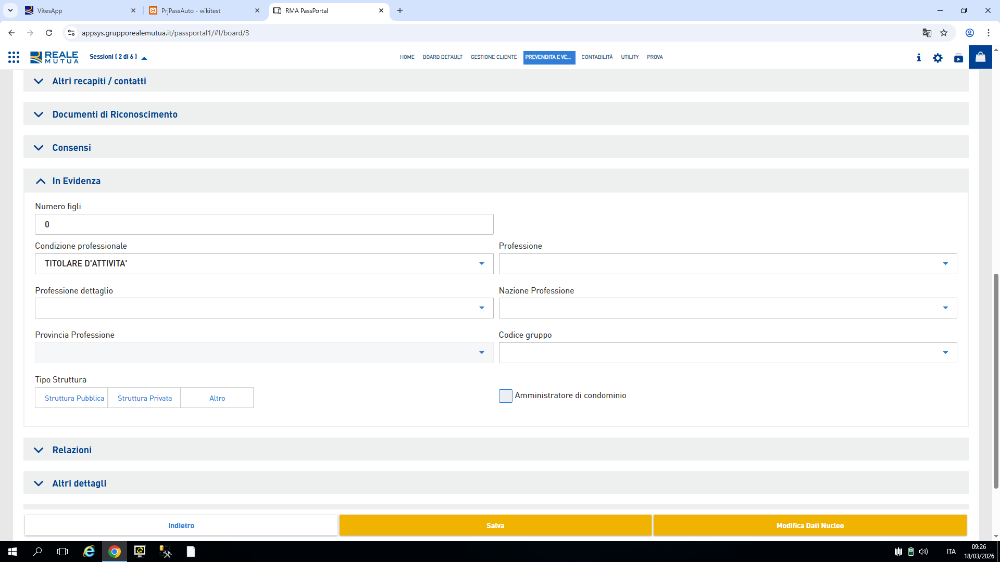 VitesApp
PrjPassAuto - wikitest
RMA PassPortal
appsys.grupporealemutua.it/passportal1/#!/board/3
REALE
MUTUA
Sessioni ( 2 di 6 )
HOME
BOARD DEFAULT
GESTIONE CLIENTE
PREVENDITA E VE...
CONTABILITÀ
UTILITY
PROVA
Altri recapiti / contatti
Documenti di Riconoscimento
Consensi
In Evidenza
Numero figli
0
Condizione professionale
Professione
TITOLARE D'ATTIVITA'
Professione dettaglio
Nazione Professione
Provincia Professione
Codice gruppo
Tipo Struttura
Struttura Pubblica
Struttura Privata
Altro
Amministratore di condominio
Relazioni
Altri dettagli
Indietro
Salva
Modifica Dati Nucleo
ITA
09:26
18/03/2026